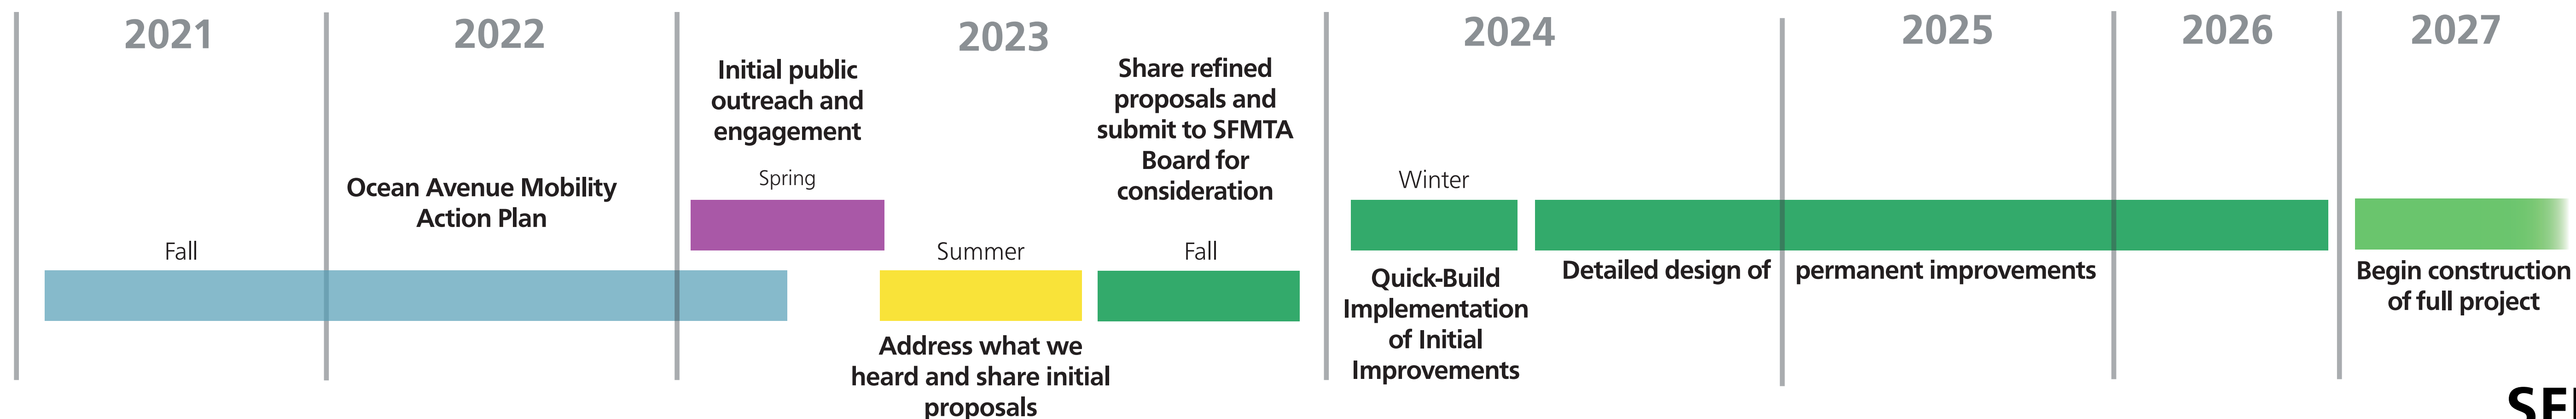 2021
2022
2023
2024
2025
2026
2027
Fall
Ocean Avenue Mobility
Action Plan
Initial public
outreach and
engagement
Spring
Summer
Address what we
heard and share initial
proposals
Share refined
proposals and
submit to SFMTA
Board for
consideration
Fall
Winter
Quick-Build
Implementation
of Initial
Improvements
Detailed design of permanent improvements
Begin construction
of full project